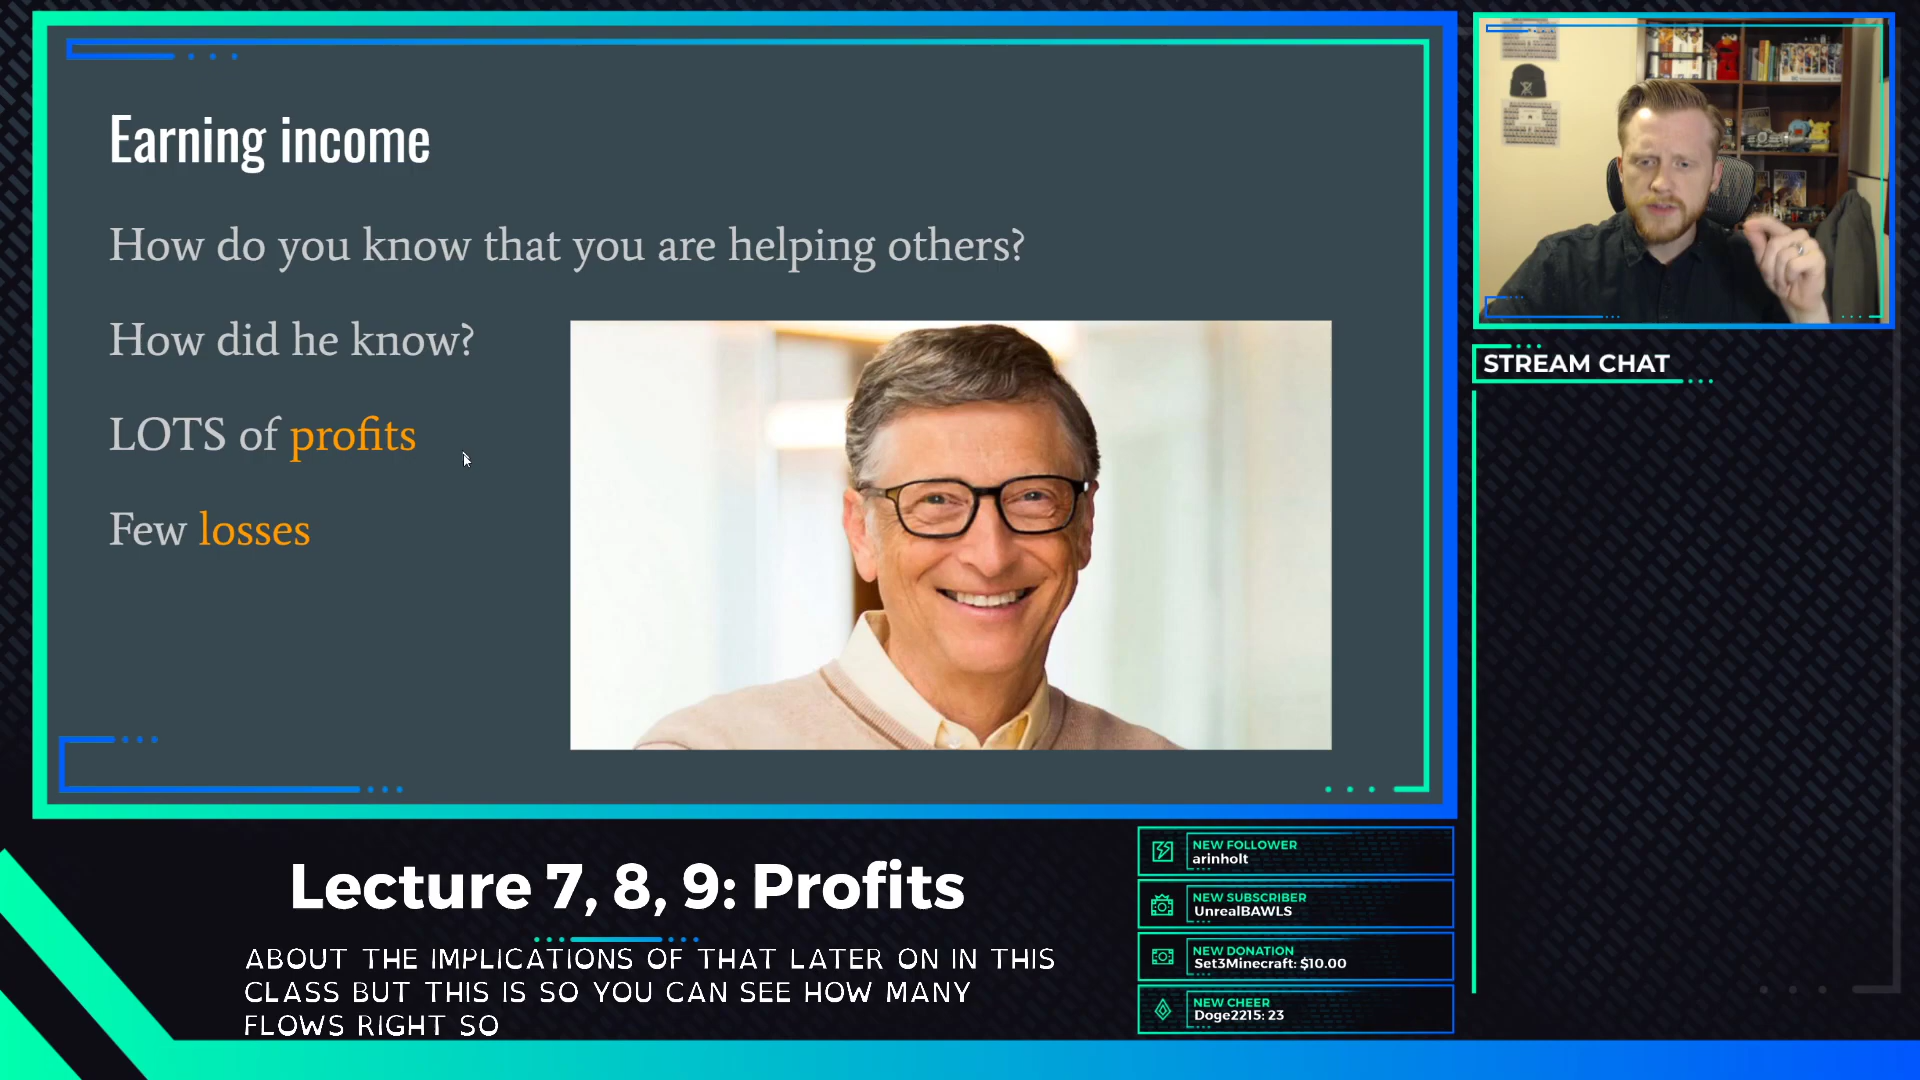 Earning income
How do you know that you are helping others?
How did he know?
LOTS of profits
Few losses
STREAM CHAT
Lecture 7, 8, 9: Profits
ABOUT THE IMPLICATIONS OF THAT LATER ON IN THIS
CLASS BUT THIS IS SO YOU CAN SEE HOW MANY
FLOWS RIGHT SO
NEW FOLLOWER
arinholt
NEW SUBSCRIBER
UnrealBAWLS
NEW DONATION
Set3Minecraft: $10.00
NEW CHEER
Doge2215: 23